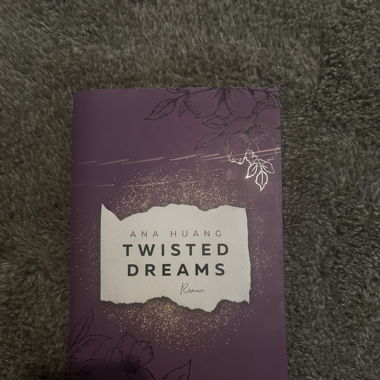 ANA HUANG
TWISTED
DREAMS
Roman